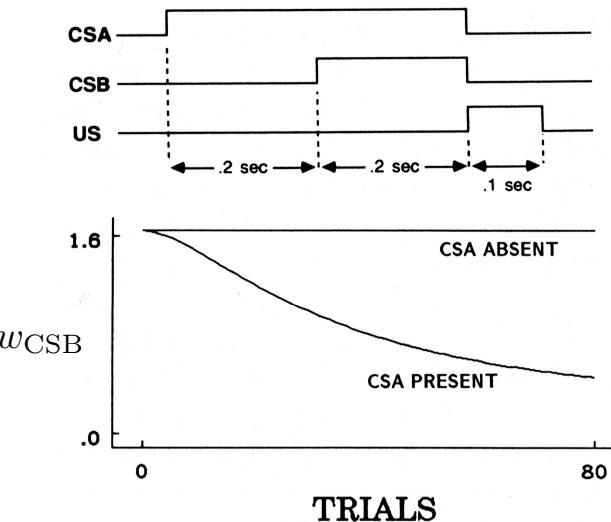 CSA
CSB
US
.2 sec
.2 sec
.1 sec
1.6
CSA ABSENT
wCSB
CSA PRESENT
.0
0
80
TRIALS